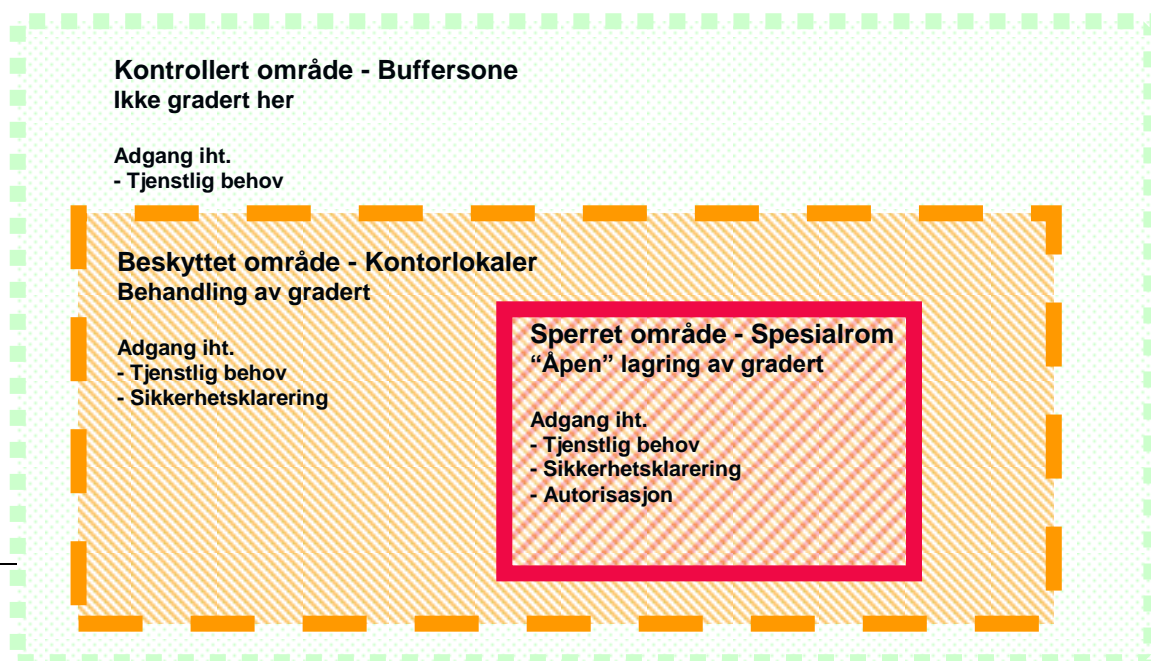 Kontrollert område - Buffersone
Ikke gradert her
Adgang iht.
- Tjenstlig behov
Beskyttet område - Kontorlokaler
Behandling av gradert
Adgang iht.
- Tjenstlig behov
- Sikkerhetsklarering
Sperret område - Spesialrom
“Åpen” lagring av gradert
Adgang iht.
- Tjenstlig behov
- Sikkerhetsklarering
- Autorisasjon